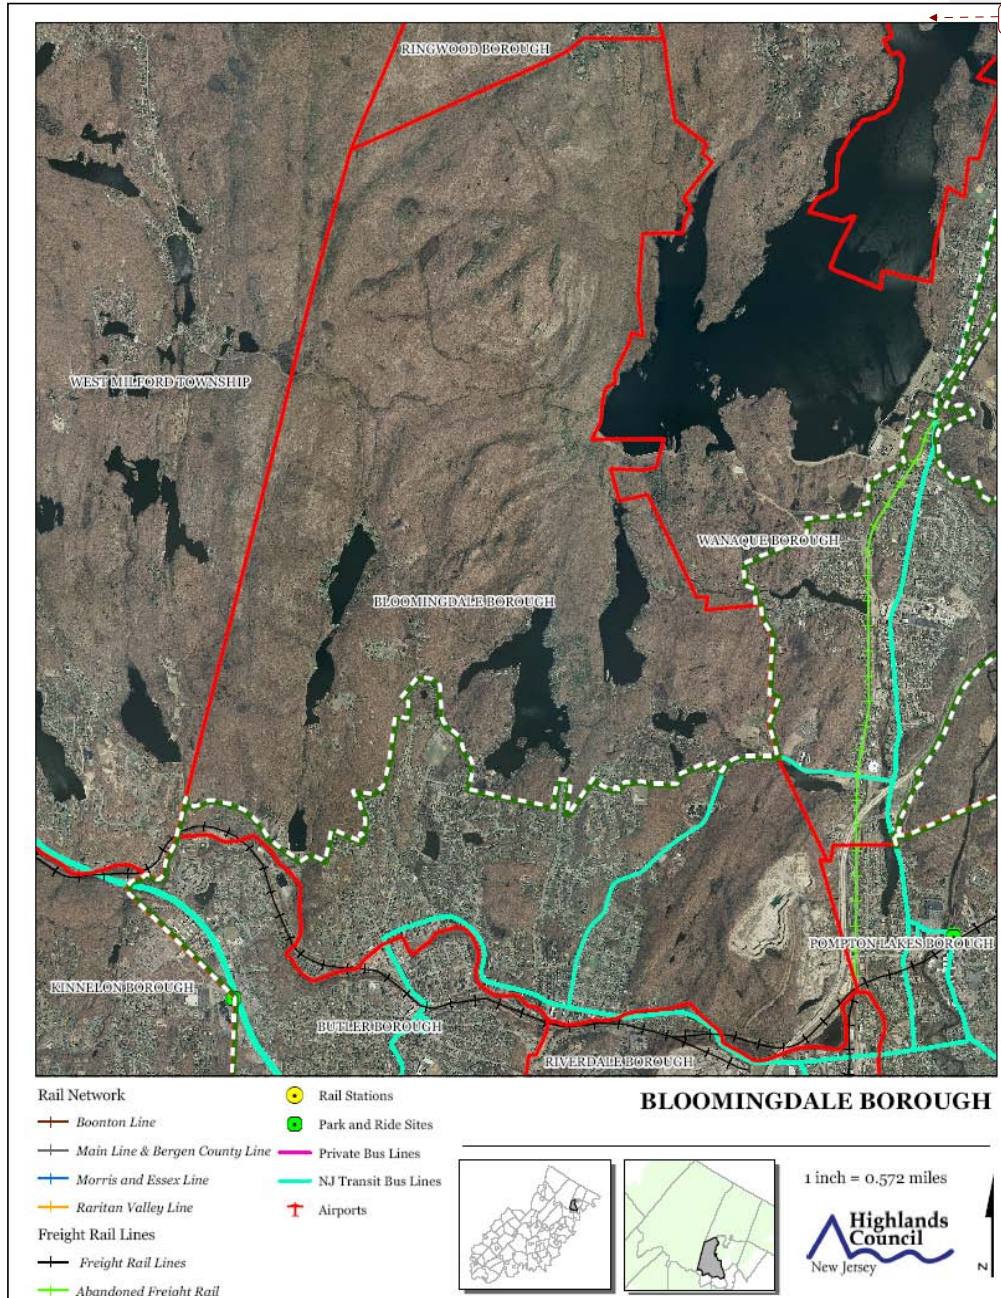 RINGWOOD BOROUGH
WEST MILFORD TOWNSHIP
WANAQUE BOROUGH
BLOOMINGDALE BOROUGH
POMPTON LAKES BOROUGH
KINNELON BOROUGH
BUTLER BOROUGH
RIVERDALE BOROUGH
BLOOMINGDALE BOROUGH
Rail Network
Boonton Line
Main Line & Bergen County Line
Morris and Essex Line
Raritan Valley Line
Freight Rail Lines
Freight Rail Lines
Abandoned Freight Rail
Rail Stations
Park and Ride Sites
Private Bus Lines
NJ Transit Bus Lines
Airports
1 inch = 0.572 miles
Highlands
Council
New Jersey
N